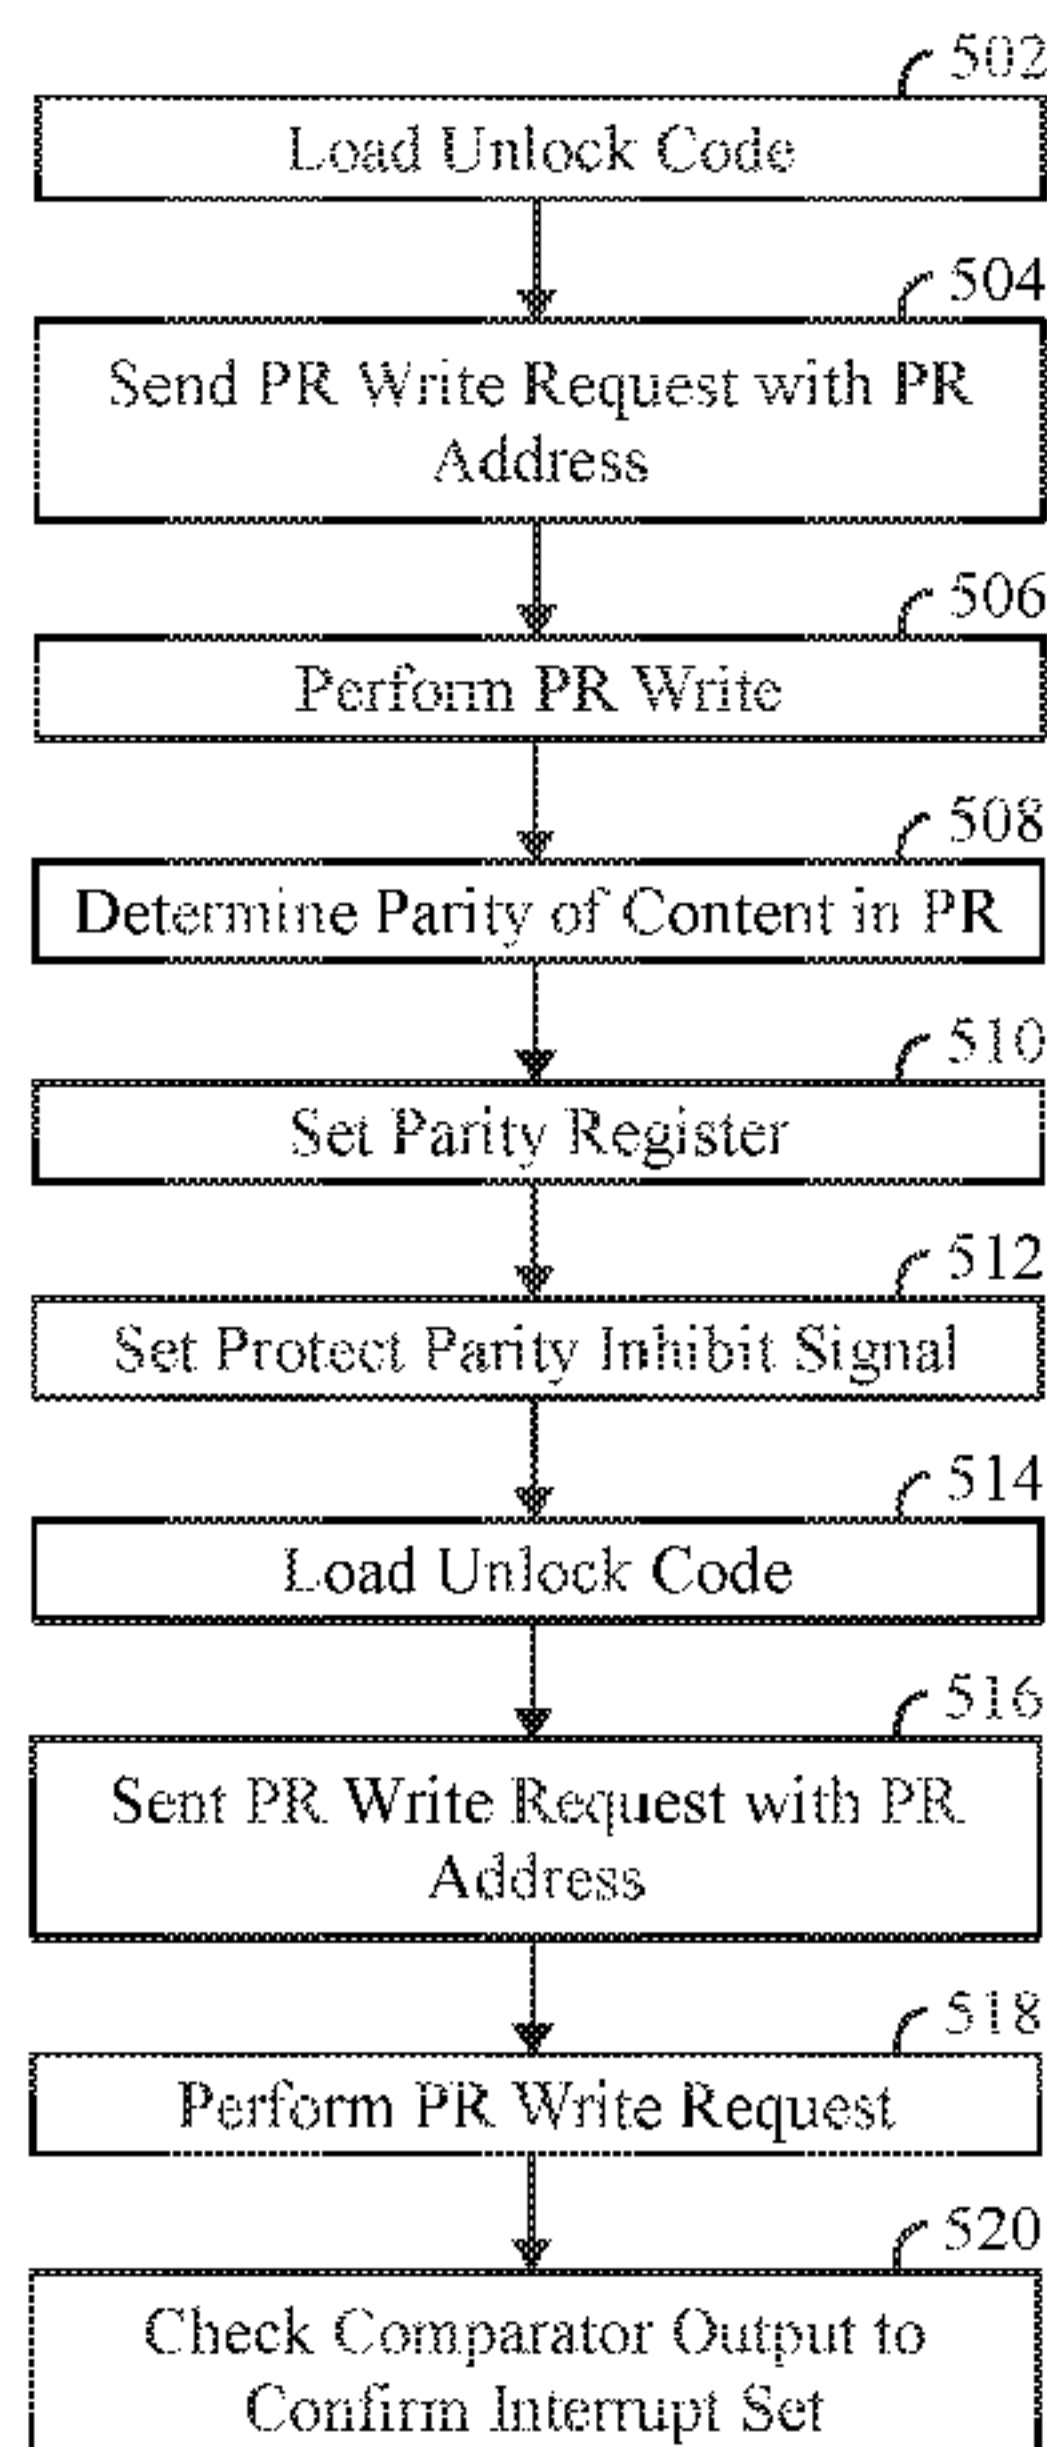 502
Load Unlock Code
504
Send PR Write Request with PR
Address
506
Perform PR Write
508
Determine Parity of Content in PR
510
Set Parity Register
512
Set Protect Parity Inhibit Signal
514
Load Unlock Code
516
Sent PR Write Request with PR
Address
518
Perform PR Write Request
520
Check Comparator Output to
Confirm Interrupt Set